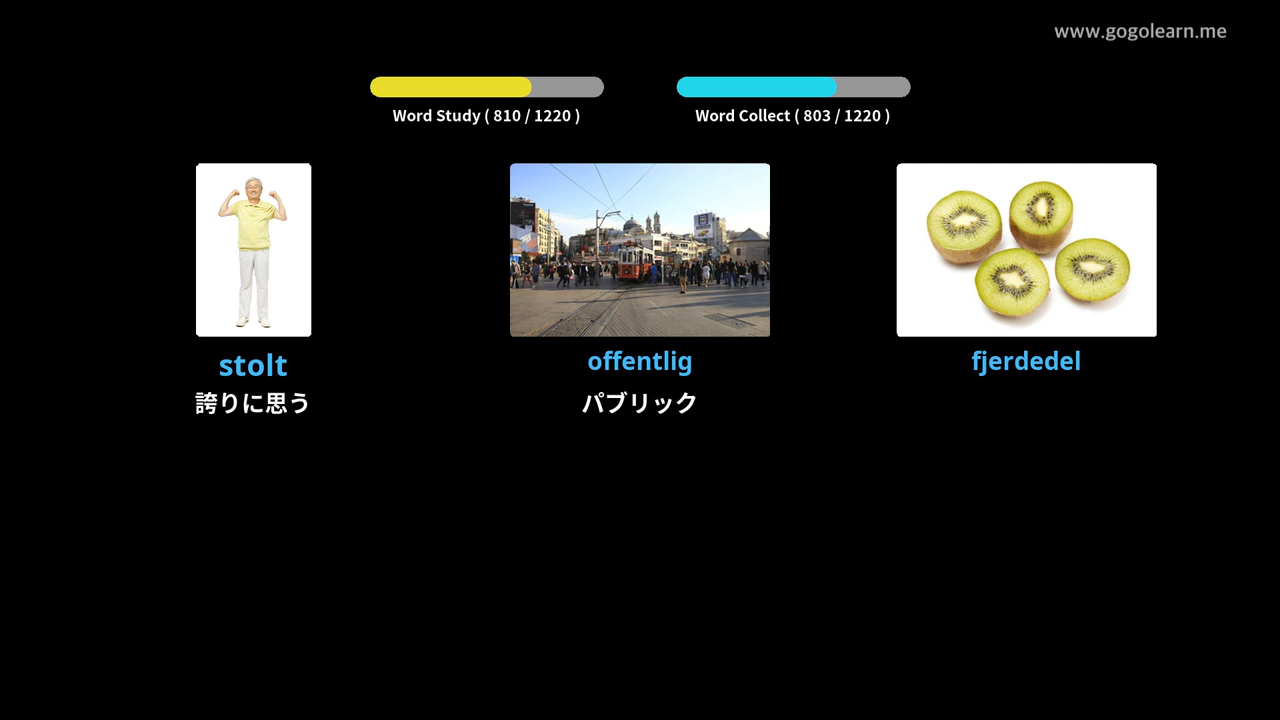 www.gogolearn.me
Word Study ( 810 / 1220 )
Word Collect ( 803 / 1220 )
stolt
誇りに思う
offentlig
パブリック
fjerdedel